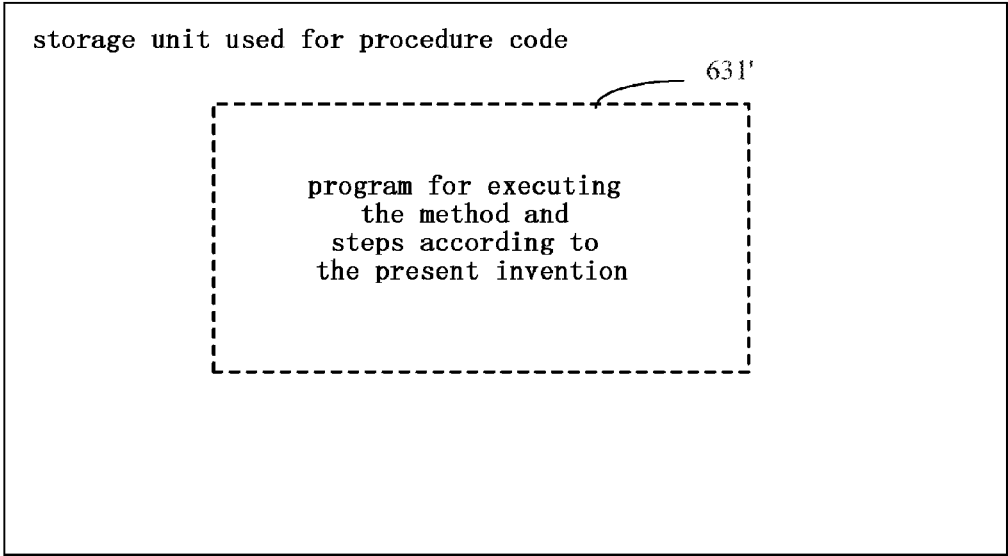 storage unit used for procedure code
631'
program for executing
the method and
steps according to
the present invention